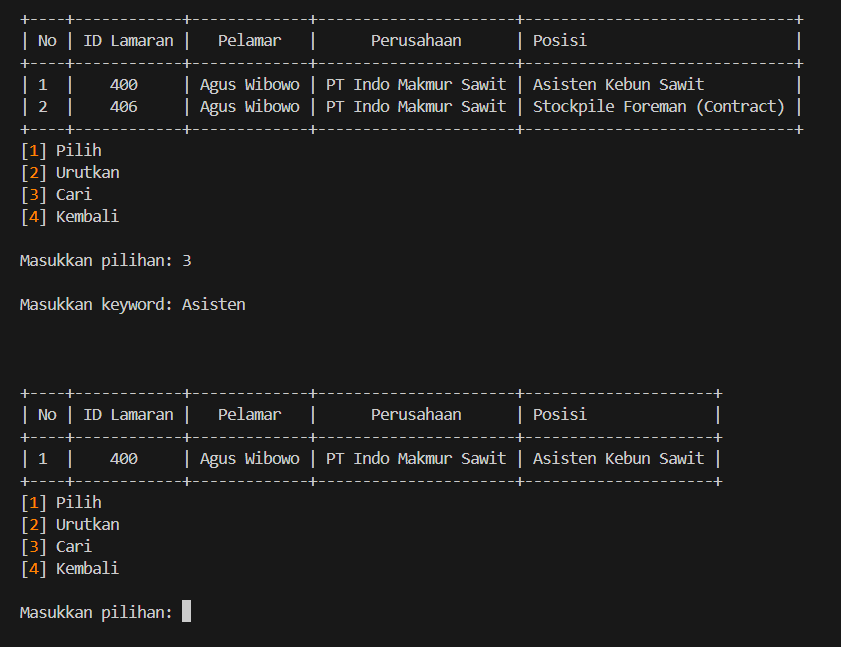 +----+------------+-------------+----------------------+------------------------------+
| No | ID Lamaran |   Pelamar   |      Perusahaan      | Posisi                       |
+----+------------+-------------+----------------------+------------------------------+
| 1  |    400     | Agus Wibowo | PT Indo Makmur Sawit | Asisten Kebun Sawit          |
| 2  |    406     | Agus Wibowo | PT Indo Makmur Sawit | Stockpile Foreman (Contract) |
+----+------------+-------------+----------------------+------------------------------+
[1] Pilih
[2] Urutkan
[3] Cari
[4] Kembali

Masukkan pilihan: 3

Masukkan keyword: Asisten

+----+------------+-------------+----------------------+---------------------+
| No | ID Lamaran |   Pelamar   |      Perusahaan      | Posisi              |
+----+------------+-------------+----------------------+---------------------+
| 1  |    400     | Agus Wibowo | PT Indo Makmur Sawit | Asisten Kebun Sawit |
+----+------------+-------------+----------------------+---------------------+
[1] Pilih
[2] Urutkan
[3] Cari
[4] Kembali

Masukkan pilihan: